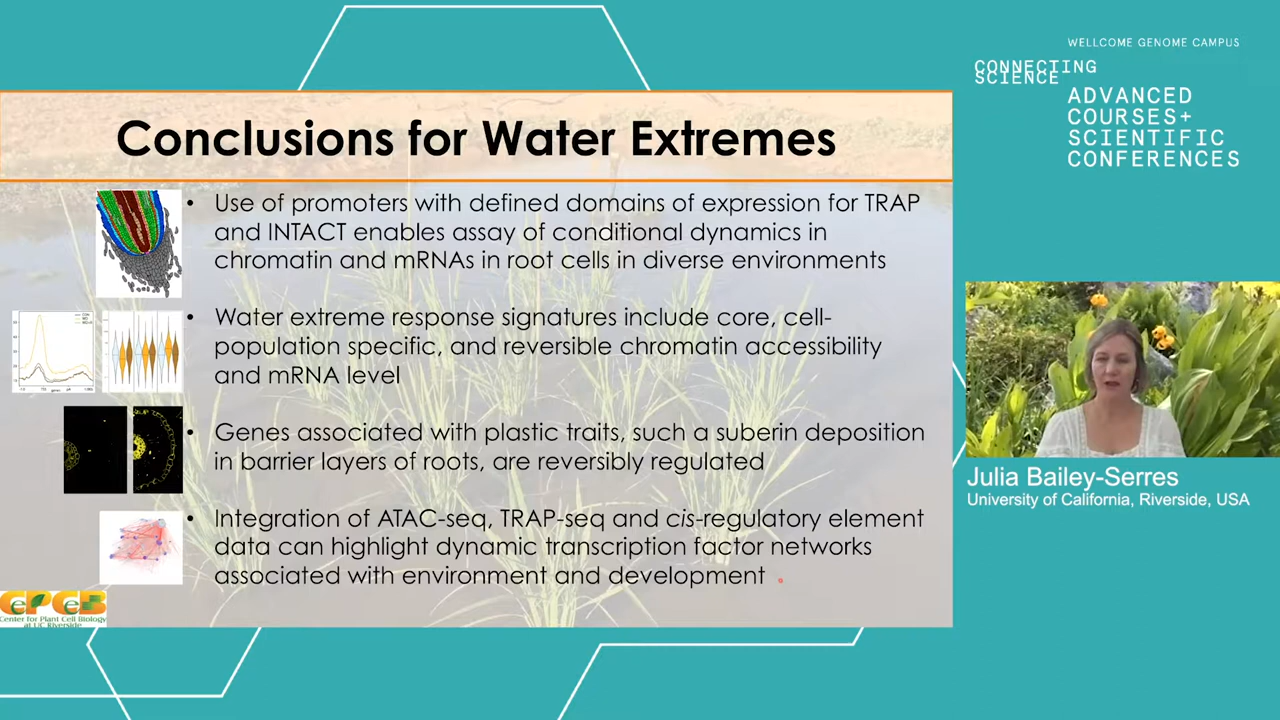 WELLCOME GENOME CAMPUS
CONNECTING
SCIENCE
ADVANCED
COURSES+
SCIENTIFIC
CONFERENCES
Conclusions for Water Extremes
• Use of promoters with defined domains of expression for TRAP
and INTACT enables assay of conditional dynamics in
chromatin and mRNAs in root cells in diverse environments
• Water extreme response signatures include core, cell-
population specific, and reversible chromatin accessibility
and mRNA level
• Genes associated with plastic traits, such a suberin deposition
in barrier layers of roots, are reversibly regulated
• Integration of ATAC-seq, TRAP-seq and cis-regulatory element
data can highlight dynamic transcription factor networks
associated with environment and development
Center for Plant Cell Biology
at UC Riverside
Julia Bailey-Serres
University of California, Riverside, USA